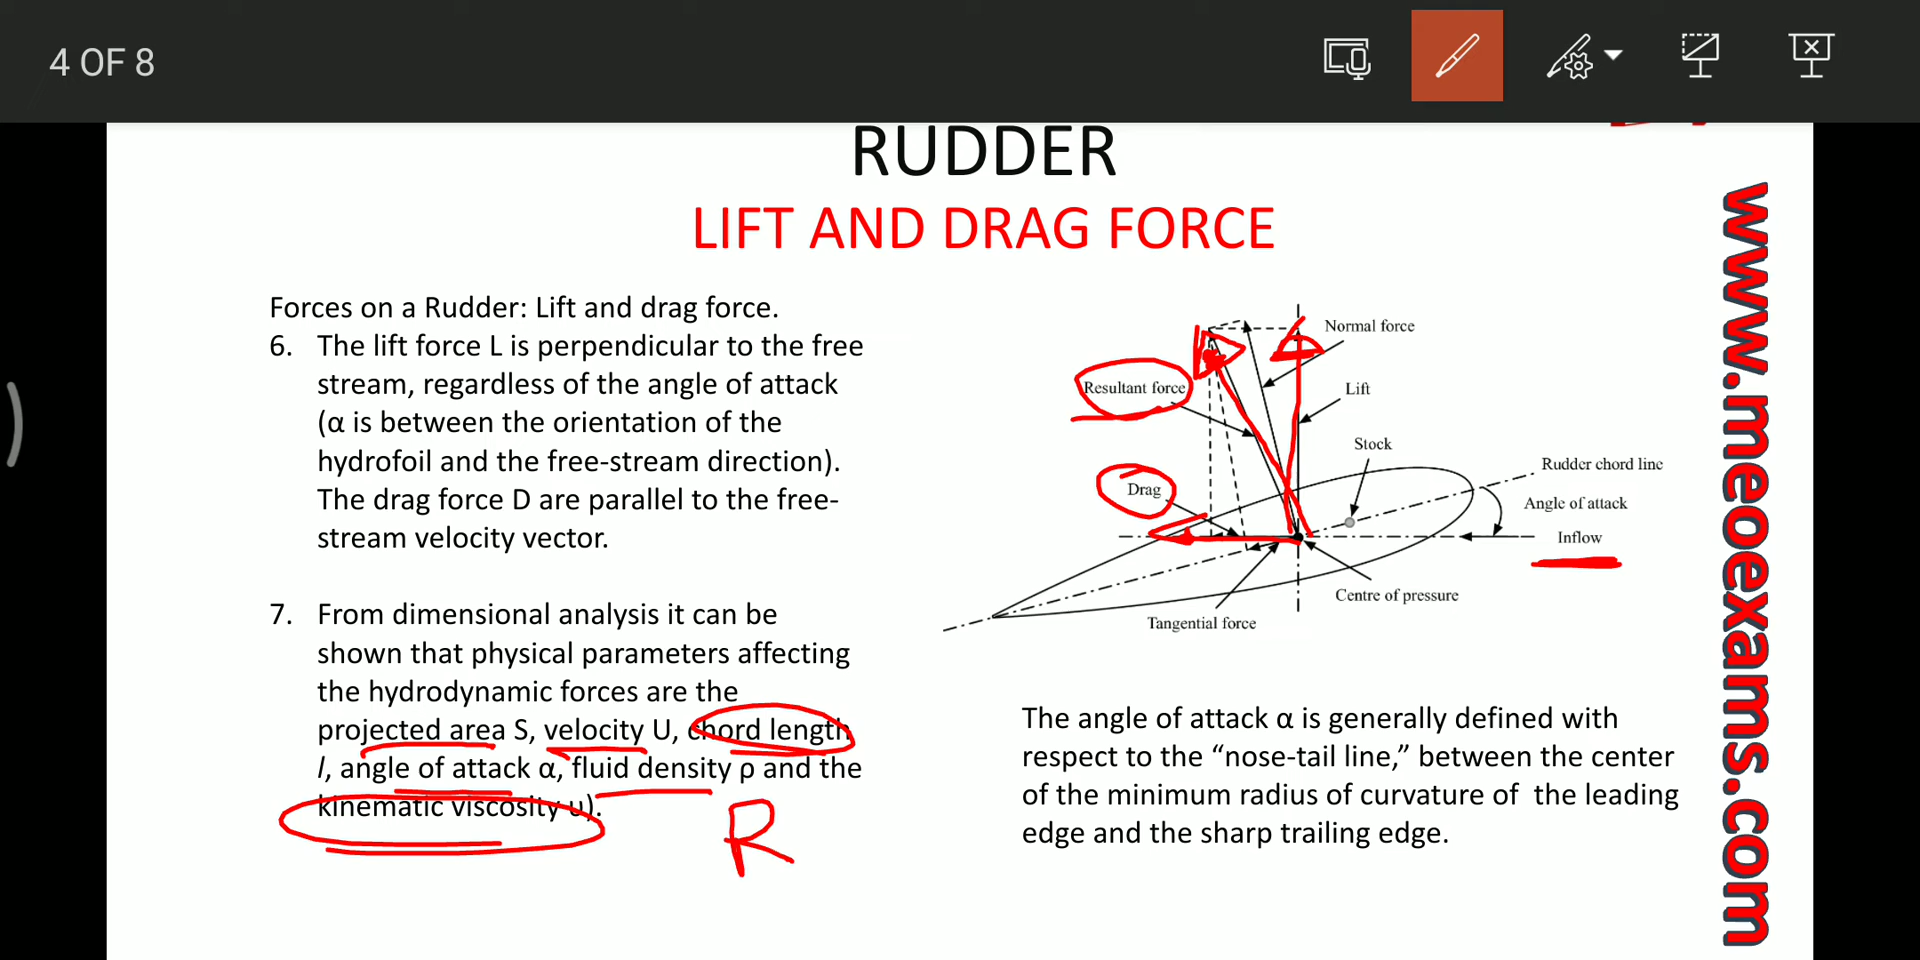 4 OF 8
RUDDER
LIFT AND DRAG FORCE
Forces on a Rudder: Lift and drag force.
6. The lift force L is perpendicular to the free
stream, regardless of the angle of attack
(α is between the orientation of the
hydrofoil and the free-stream direction).
The drag force D are parallel to the free-
stream velocity vector.
7. From dimensional analysis it can be
shown that physical parameters affecting
the hydrodynamic forces are the
projected area S, velocity U, chord length
l, angle of attack α, fluid density ρ and the
kinematic viscosity υ).
R
Normal force
Resultant force
Lift
Stock
Rudder chord line
Drag
Angle of attack
Inflow
Centre of pressure
Tangential force
The angle of attack α is generally defined with
respect to the “nose-tail line,” between the center
of the minimum radius of curvature of the leading
edge and the sharp trailing edge.
www.meoexams.com